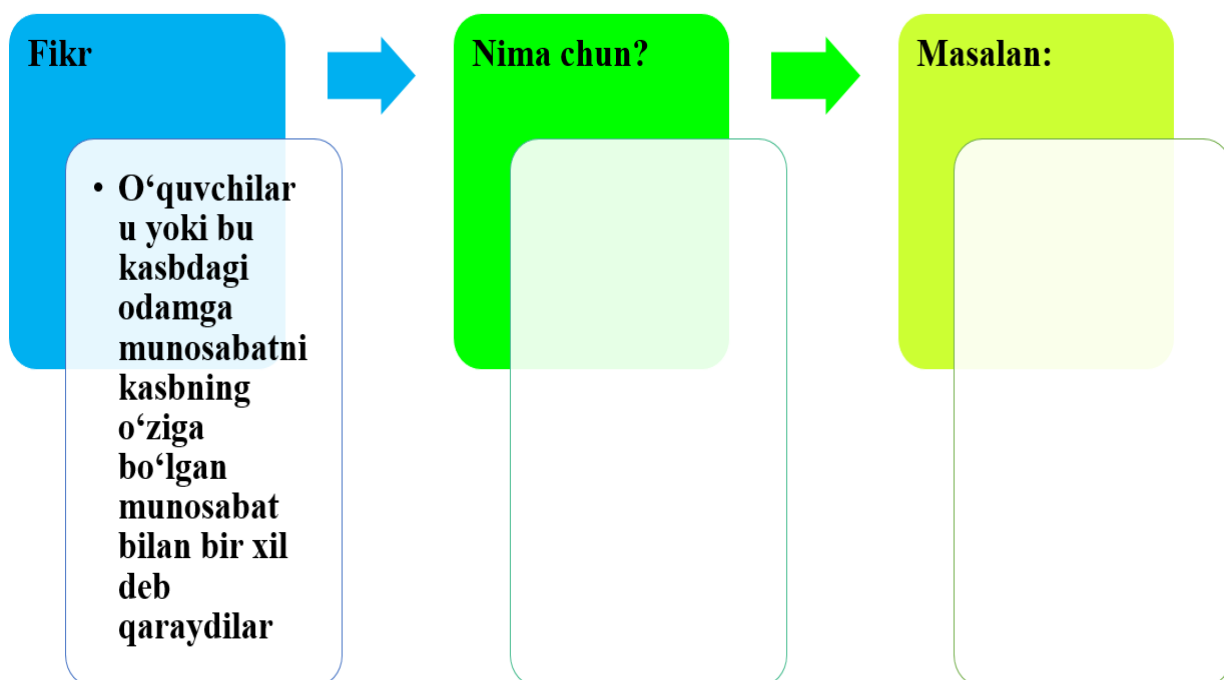 Fikr
Nima chun?
Masalan:
• O‘quvchilar
u yoki bu
kasbdagi
odamga
munosabatni
kasbning
o‘ziga
bo‘lgan
munosabat
bilan bir xil
deb
qaraydilar